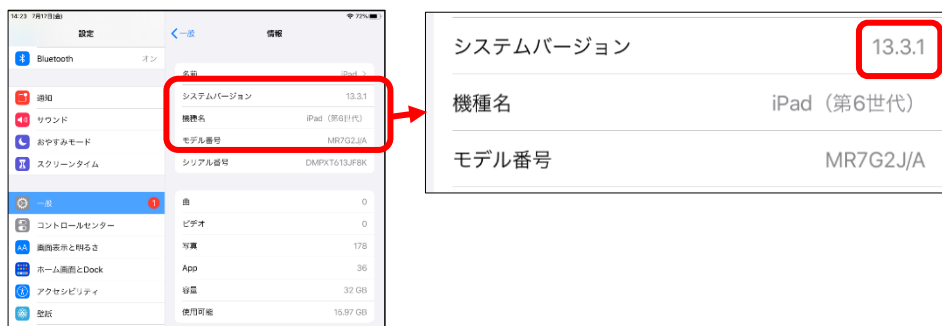 14:23 7月17日(金)
72%
設定
Bluetooth オン
通知
サウンド
おやすみモード
スクリーンタイム
一般 1
コントロールセンター
AA 画面表示と明るさ
ホーム画面とDock
アクセシビリティ
壁紙
一般 情報
名前 iPad
システムバージョン 13.3.1
機種名 iPad（第6世代）
モデル番号 MR7G2J/A
シリアル番号 DMPXT613JF8K
曲 0
ビデオ 0
写真 178
App 36
容量 32 GB
使用可能 15.97 GB
システムバージョン 13.3.1
機種名 iPad（第6世代）
モデル番号 MR7G2J/A